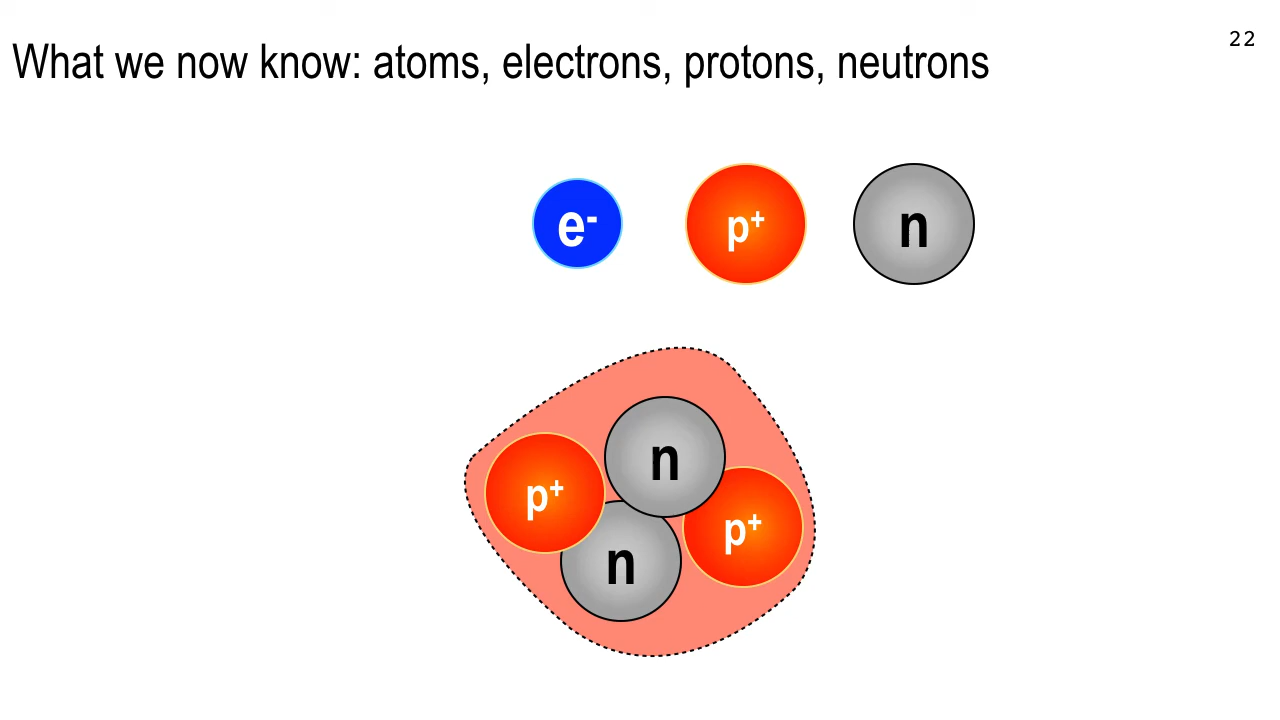 22
What we now know: atoms, electrons, protons, neutrons
e- p+ n
n
p+
p+
n